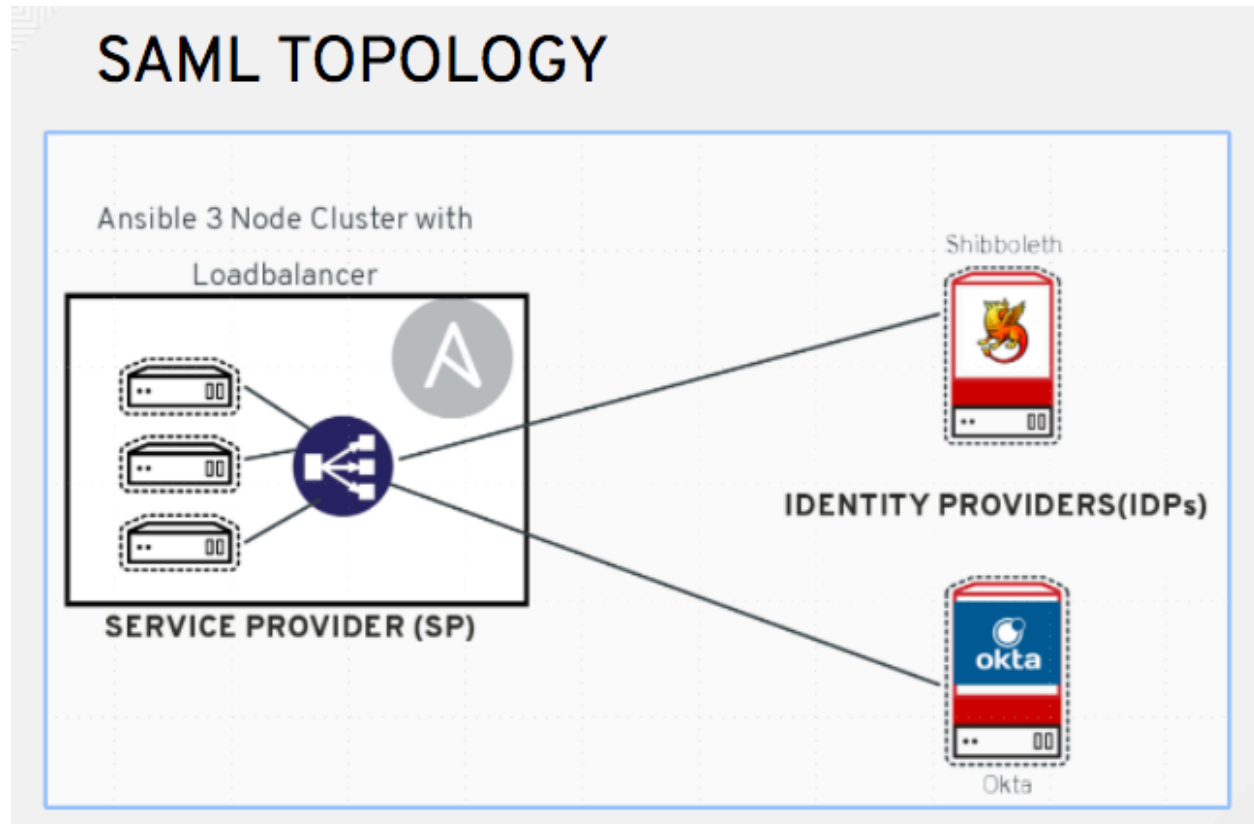 SAML TOPOLOGY
Ansible 3 Node Cluster with
Loadbalancer
SERVICE PROVIDER (SP)
Shibboleth
IDENTITY PROVIDERS(IDPs)
okta
Okta